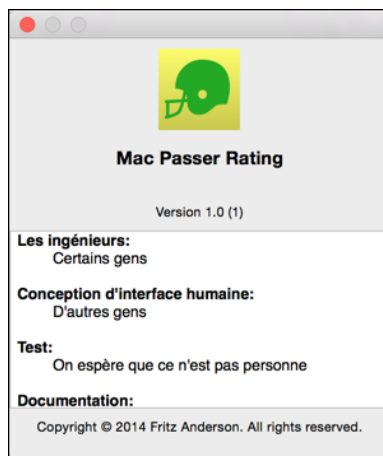 Mac Passer Rating
Version 1.0 (1)
Les ingénieurs:
Certains gens
Conception d'interface humaine:
D'autres gens
Test:
On espère que ce n'est pas personne
Documentation:
Copyright © 2014 Fritz Anderson. All rights reserved.